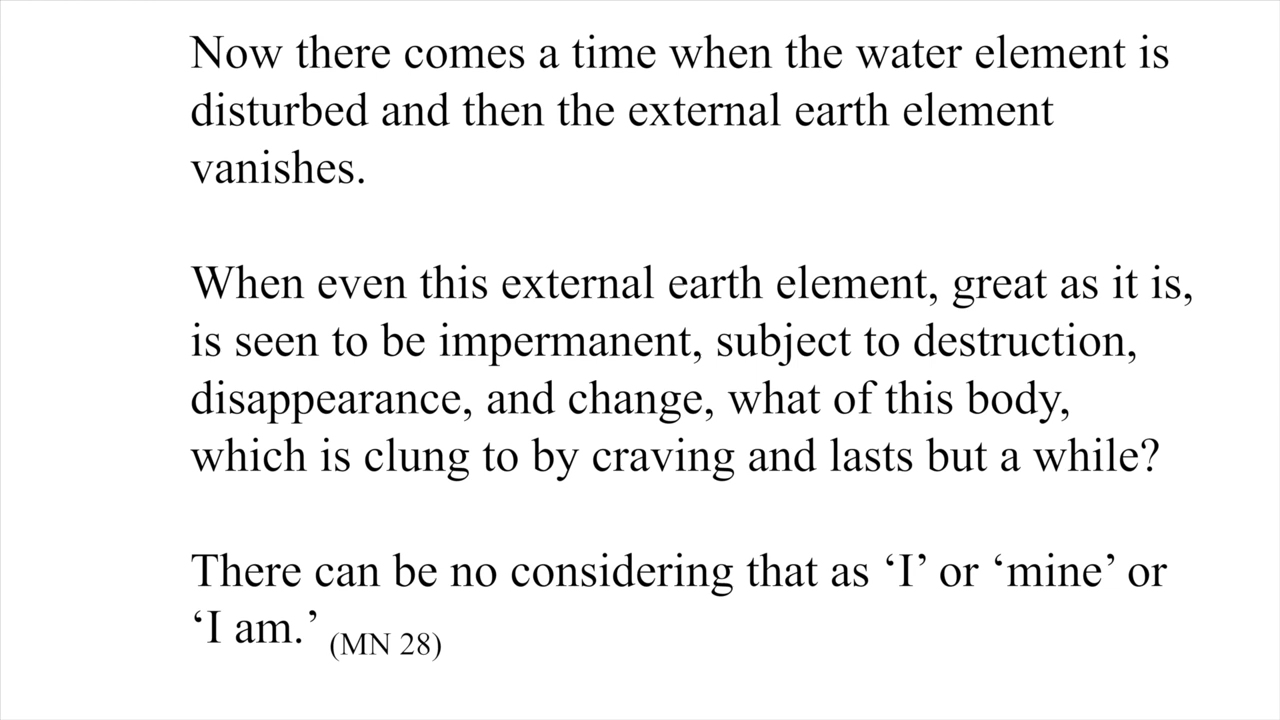 Now there comes a time when the water element is
disturbed and then the external earth element
vanishes.
When even this external earth element, great as it is,
is seen to be impermanent, subject to destruction,
disappearance, and change, what of this body,
which is clung to by craving and lasts but a while?
There can be no considering that as ‘I’ or ‘mine’ or
‘I am.’ (MN 28)